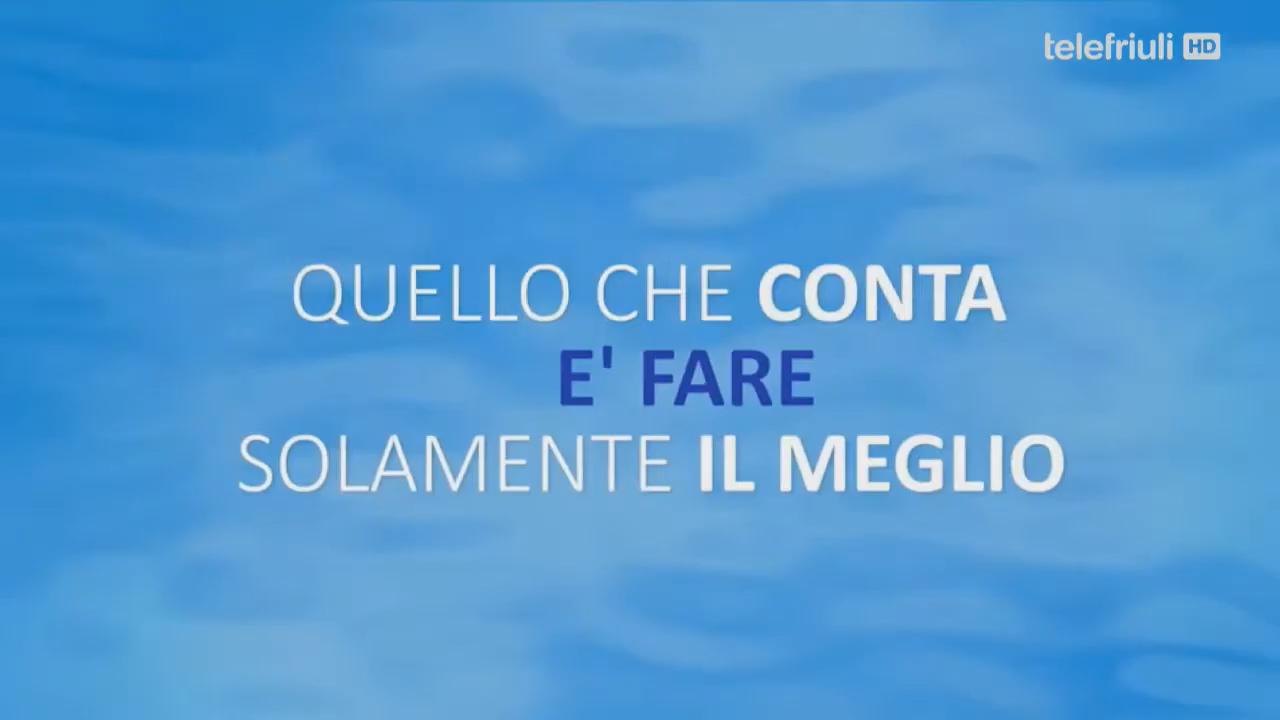 telefriuli HD
QUELLO CHE CONTA
E' FARE
SOLAMENTE IL MEGLIO